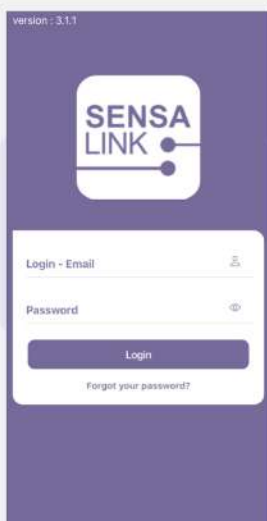 version : 3.1.1
SENSA
LINK
Login - Email
Password
Login
Forgot your password?